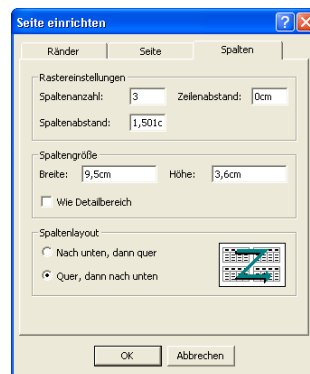 Seite einrichten
Ränder Seite Spalten
Rastereinstellungen
Spaltenanzahl: 3 Zeilenabstand: 0cm
Spaltenabstand: 1,501c
Spaltengröße
Breite: 9,5cm Höhe: 3,6cm
Wie Detailbereich
Spaltenlayout
Nach unten, dann quer
Quer, dann nach unten
OK Abbrechen